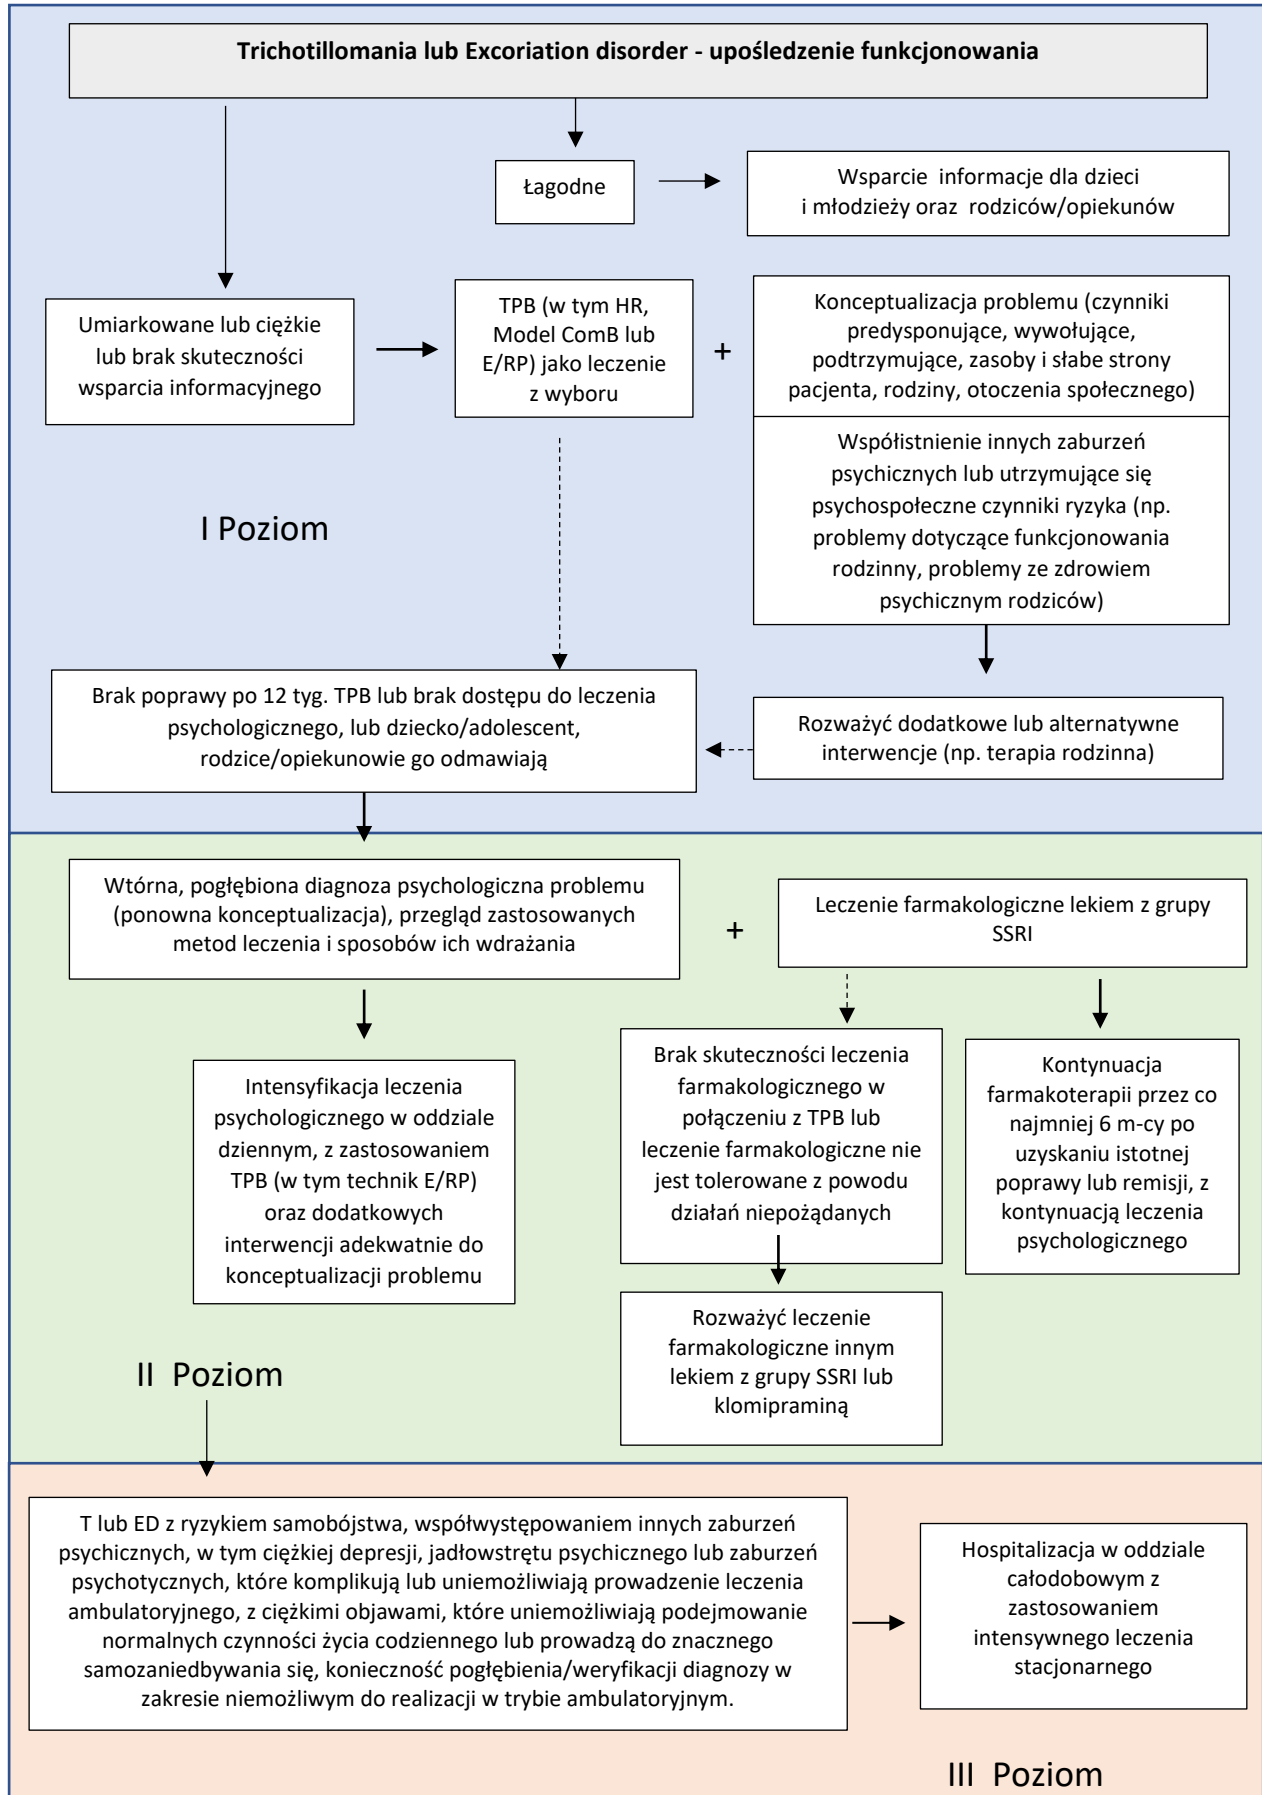 Trichotillomania lub Excoriation disorder - upośledzenie funkcjonowania
Łagodne
Wsparcie informacje dla dzieci
i młodzieży oraz rodziców/opiekunów
Umiarkowane lub ciężkie
lub brak skuteczności
wsparcia informacyjnego
TPB (w tym HR,
Model ComB lub
E/RP) jako leczenie
z wyboru
+
Konceptualizacja problemu (czynniki
predysponujące, wywołujące,
podtrzymujące, zasoby i słabe strony
pacjenta, rodziny, otoczenia społecznego)
Współistnienie innych zaburzeń
psychicznych lub utrzymujące się
psychospołeczne czynniki ryzyka (np.
problemy dotyczące funkcjonowania
rodzinny, problemy ze zdrowiem
psychicznym rodziców)
I Poziom
Brak poprawy po 12 tyg. TPB lub brak dostępu do leczenia
psychologicznego, lub dziecko/adolescent,
rodzice/opiekunowie go odmawiają
Rozważyć dodatkowe lub alternatywne
interwencje (np. terapia rodzinna)
Wtórna, pogłębiona diagnoza psychologiczna problemu
(ponowna konceptualizacja), przegląd zastosowanych
metod leczenia i sposobów ich wdrażania
+
Leczenie farmakologiczne lekiem z grupy
SSRI
Intensyfikacja leczenia
psychologicznego w oddziale
dziennym, z zastosowaniem
TPB (w tym technik E/RP)
oraz dodatkowych
interwencji adekwatnie do
konceptualizacji problemu
Brak skuteczności leczenia
farmakologicznego w
połączeniu z TPB lub
leczenie farmakologiczne nie
jest tolerowane z powodu
działań niepożądanych
Kontynuacja
farmakoterapii przez co
najmniej 6 m-cy po
uzyskaniu istotnej
poprawy lub remisji, z
kontynuacją leczenia
psychologicznego
Rozważyć leczenie
farmakologiczne innym
lekiem z grupy SSRI lub
klomipraminą
II Poziom
T lub ED z ryzykiem samobójstwa, współwystępowaniem innych zaburzeń
psychicznych, w tym ciężkiej depresji, jadłowstrętu psychicznego lub zaburzeń
psychotycznych, które komplikują lub uniemożliwiają prowadzenie leczenia
ambulatoryjnego, z ciężkimi objawami, które uniemożliwiają podejmowanie
normalnych czynności życia codziennego lub prowadzą do znacznego
samozaniedbywania się, konieczność pogłębienia/weryfikacji diagnozy w
zakresie niemożliwym do realizacji w trybie ambulatoryjnym.
Hospitalizacja w oddziale
całodobowym z
zastosowaniem
intensywnego leczenia
stacjonarnego
III Poziom